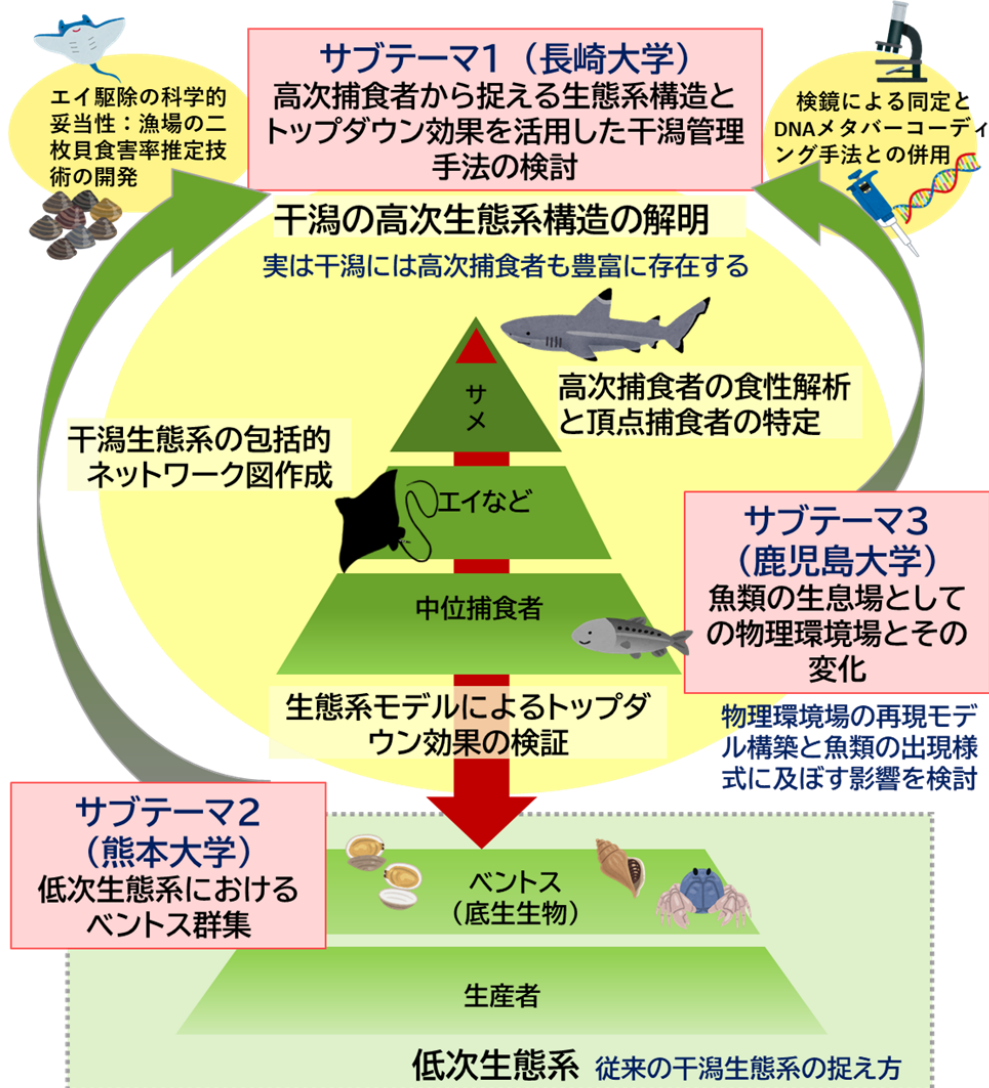 サブテーマ1（長崎大学）
高次捕食者から捉える生態系構造と
トップダウン効果を活用した干潟管理
手法の検討
エイ駆除の科学的
妥当性：漁場の二
枚貝食害率推定技
術の開発
検鏡による同定と
DNAメタバーコーディ
ング手法との併用
干潟の高次生態系構造の解明
実は干潟には高次捕食者も豊富に存在する
サ
メ
高次捕食者の食性解析
と頂点捕食者の特定
干潟生態系の包括的
ネットワーク図作成
エイなど
中位捕食者
サブテーマ3
（鹿児島大学）
魚類の生息場として
の物理環境場とその
変化
物理環境場の再現モデ
ル構築と魚類の出現様
式に及ぼす影響を検討
生態系モデルによるトップダ
ウン効果の検証
サブテーマ2
（熊本大学）
低次生態系における
ベントス群集
ベントス
（底生生物）
生産者
低次生態系 従来の干潟生態系の捉え方